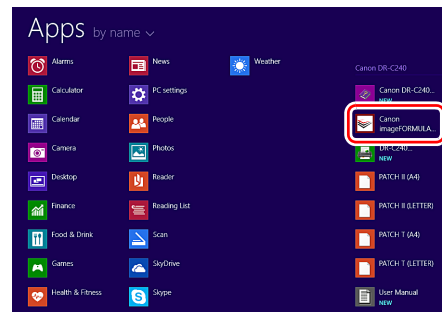 Apps by name
Alarms
Calculator
Calendar
Camera
Desktop
Finance
Food & Drink
Games
Health & Fitness
News
PC settings
People
Photos
Reader
Reading List
Scan
SkyDrive
Skype
Weather
Canon DR-C240
Canon DR-C240...
NEW
Canon
imageFORMULA...
DR-C240...
NEW
PATCH II (A4)
PATCH II (LETTER)
PATCH T (A4)
PATCH T (LETTER)
User Manual
NEW